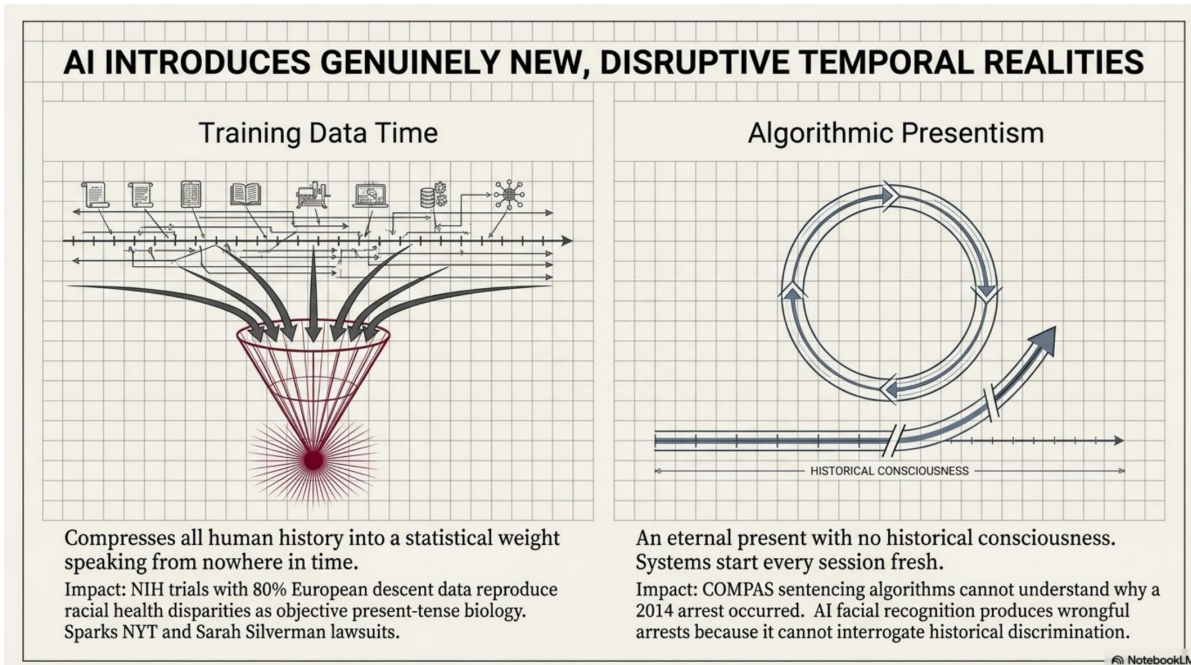 AI INTRODUCES GENUINELY NEW, DISRUPTIVE TEMPORAL REALITIES
Training Data Time
Compresses all human history into a statistical weight
speaking from nowhere in time.
Impact: NIH trials with 80% European descent data reproduce
racial health disparities as objective present-tense biology.
Sparks NYT and Sarah Silverman lawsuits.
Algorithmic Presentism
HISTORICAL CONSCIOUSNESS
An eternal present with no historical consciousness.
Systems start every session fresh.
Impact: COMPAS sentencing algorithms cannot understand why a
2014 arrest occurred. AI facial recognition produces wrongful
arrests because it cannot interrogate historical discrimination.
NotebookLM